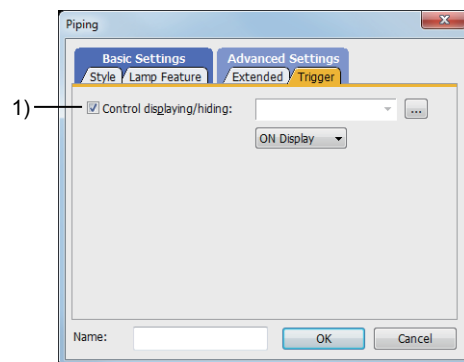 Piping
Basic Settings Advanced Settings
Style Lamp Feature Extended Trigger
1) Control displaying/hiding: ...
ON Display
Name: OK Cancel